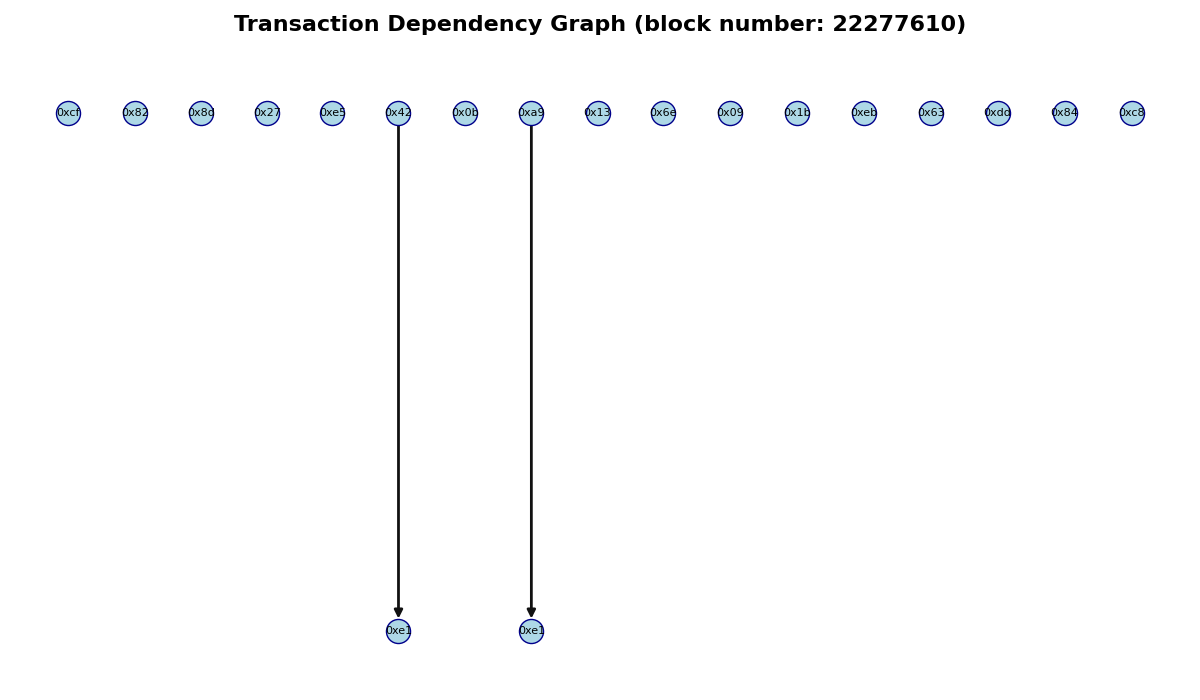 Transaction Dependency Graph (block number: 22277610)
0xcf 0x82 0x8d 0x27 0xe5 0x42 0x0b 0xa9 0x13 0x6e 0x09 0x1b 0xeb 0x63 0xdd 0x84 0xc8
0xe1 0xe1